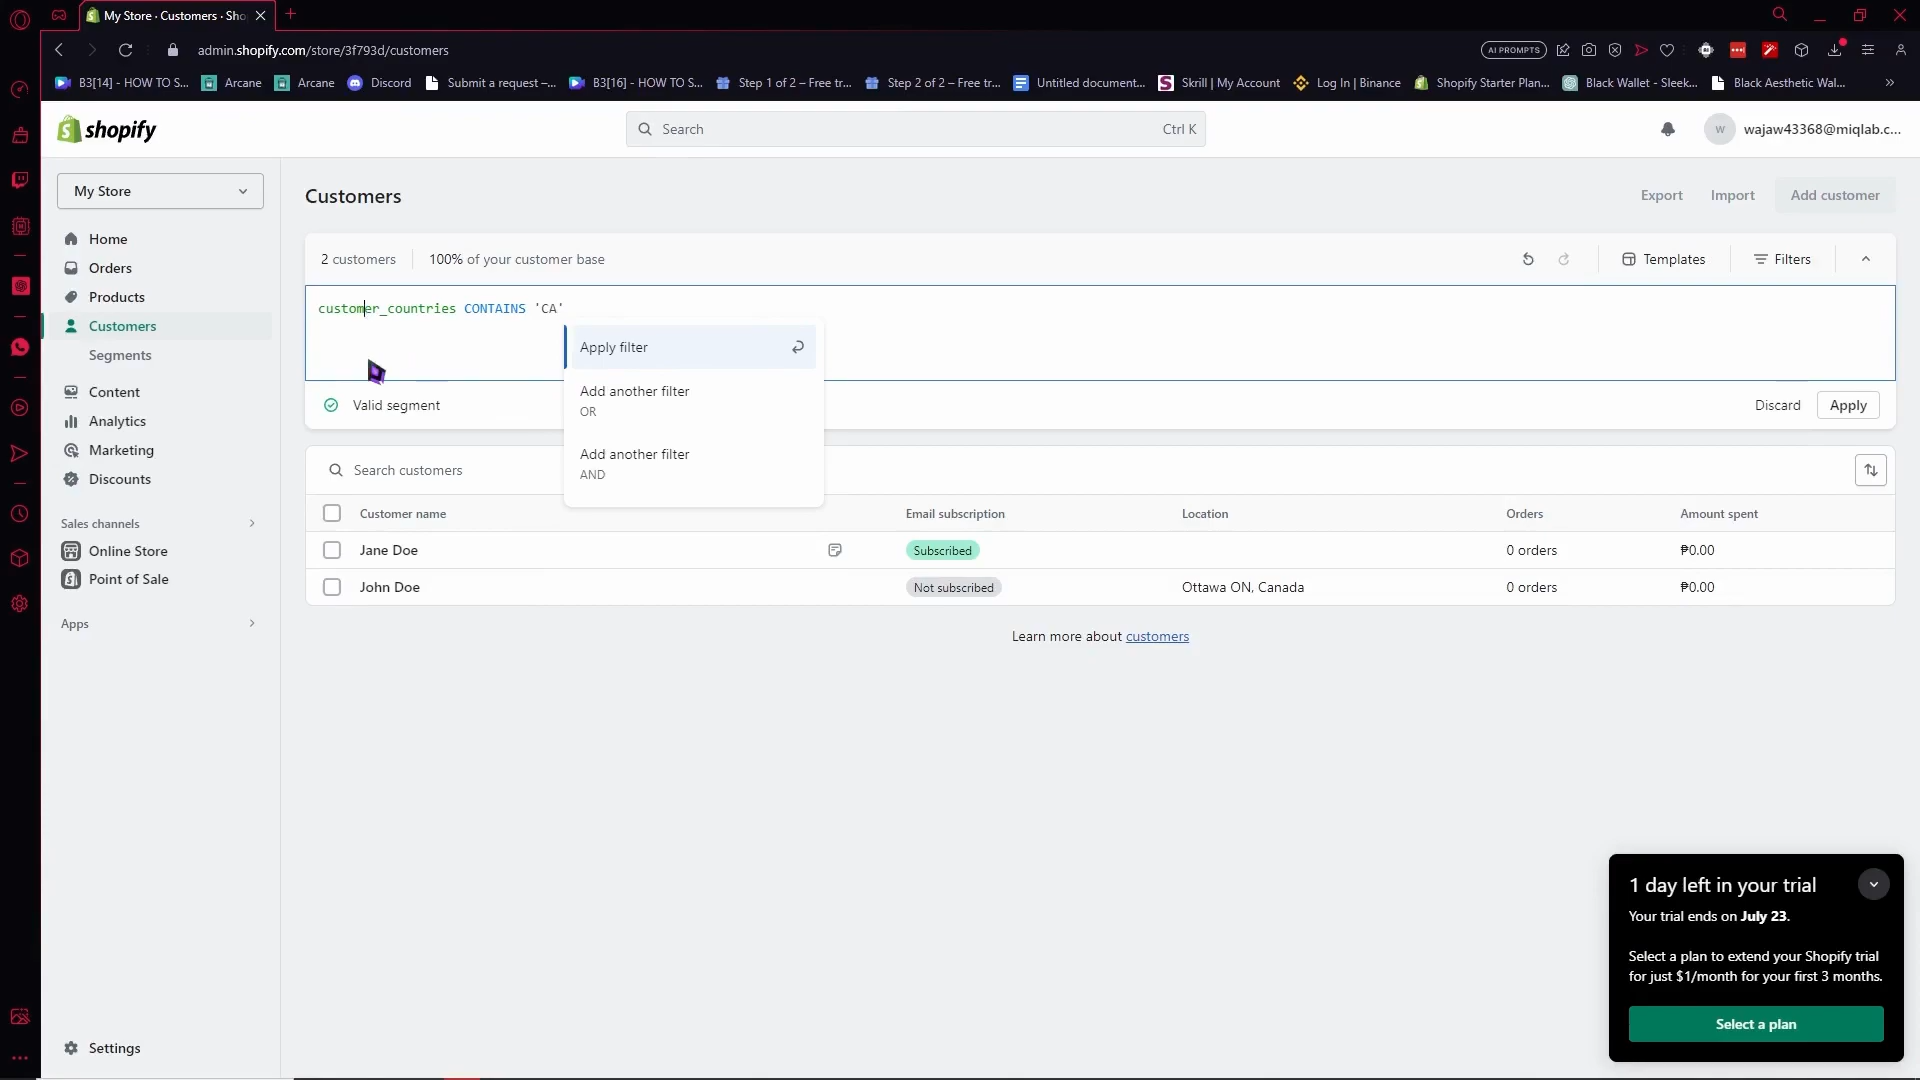 My Store · Customers · Sho
admin.shopify.com/store/3f793d/customers
AI PROMPTS
B3[14] - HOW TO S...
Arcane
Arcane
Discord
Submit a request –...
B3[16] - HOW TO S...
Step 1 of 2 – Free tr...
Step 2 of 2 – Free tr...
Untitled document...
Skrill | My Account
Log In | Binance
Shopify Starter Plan,...
Black Wallet - Sleek...
Black Aesthetic Wal...
shopify
Search
Ctrl K
W
wajaw43368@miqlab.c...
My Store
Home
Orders
Products
Customers
Segments
Content
Analytics
Marketing
Discounts
Sales channels
Online Store
Point of Sale
Apps
Settings
Customers
Export
Import
Add customer
2 customers
100% of your customer base
Templates
Filters
customer_countries CONTAINS 'CA'
Apply filter
Add another filter
OR
Add another filter
AND
Valid segment
Discard
Apply
Search customers
Customer name
Email subscription
Location
Orders
Amount spent
Jane Doe
Subscribed
0 orders
₱0.00
John Doe
Not subscribed
Ottawa ON, Canada
0 orders
₱0.00
Learn more about customers
1 day left in your trial
Your trial ends on July 23.
Select a plan to extend your Shopify trial
for just $1/month for your first 3 months.
Select a plan